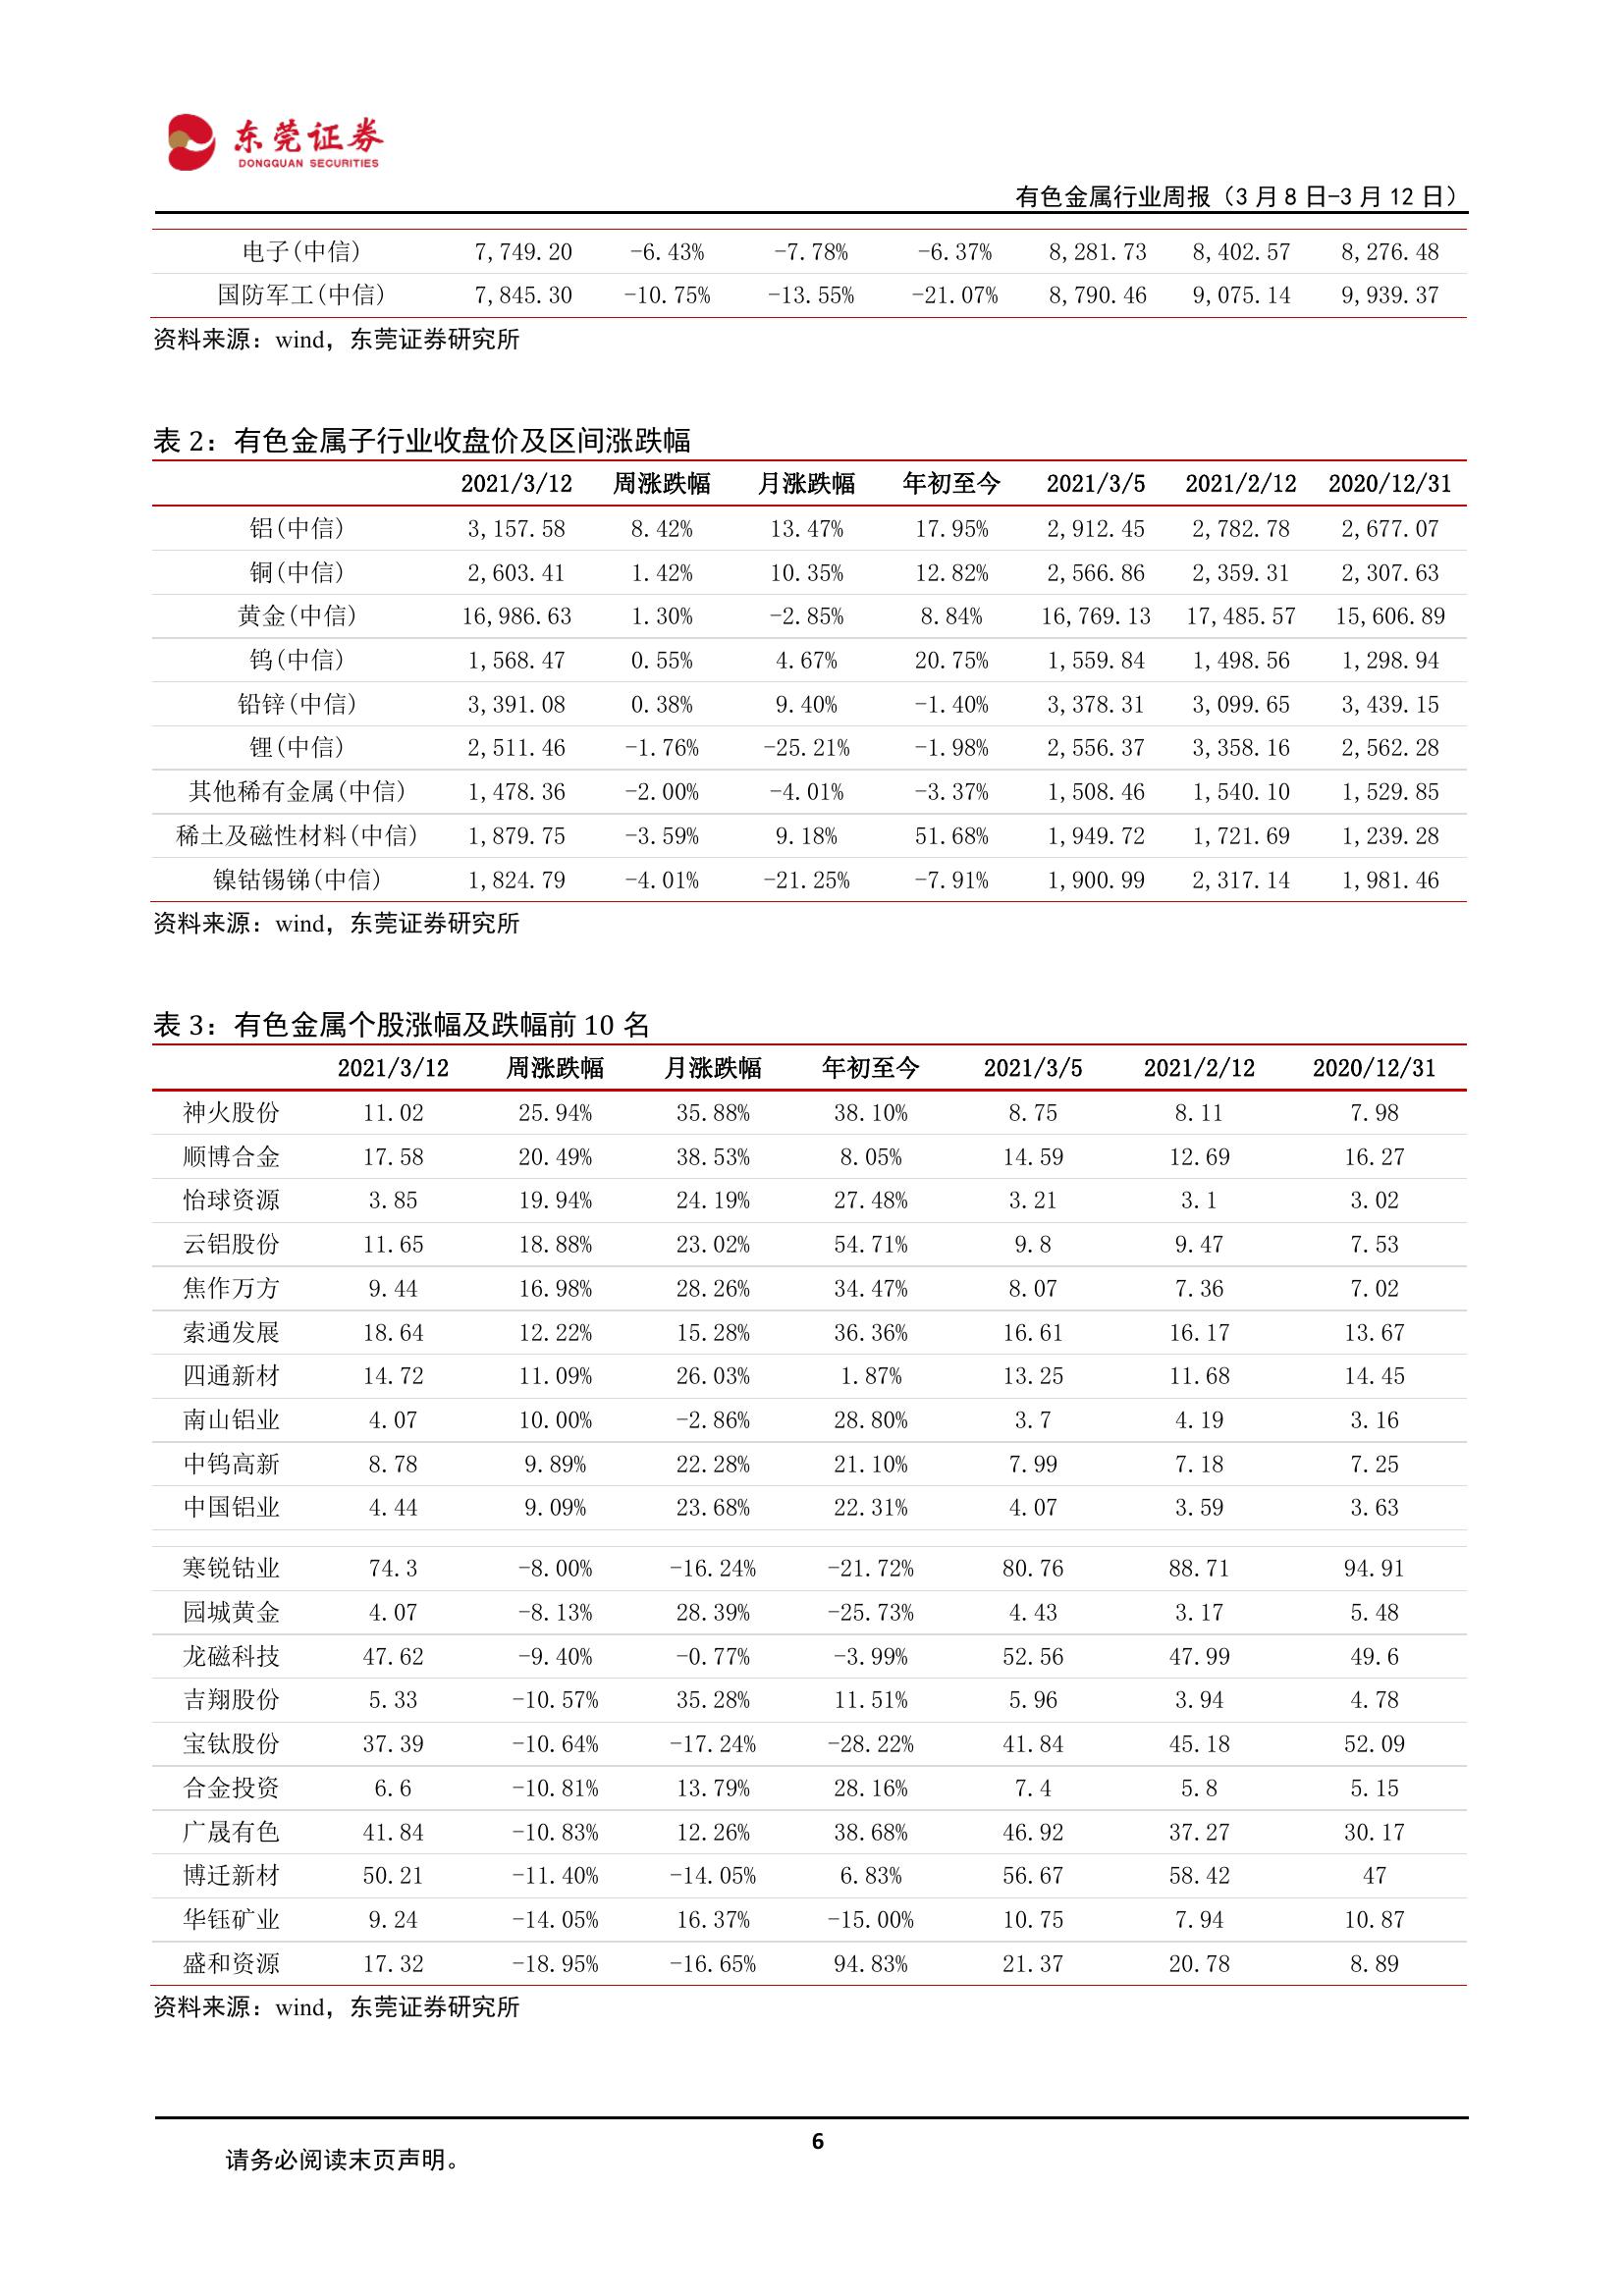 东莞证券
DONGGUAN SECURITIES
有色金属行业周报（3 月 8 日-3 月 12 日）
电子(中信) 7,749.20 -6.43% -7.78% -6.37% 8,281.73 8,402.57 8,276.48
国防军工(中信) 7,845.30 -10.75% -13.55% -21.07% 8,790.46 9,075.14 9,939.37
资料来源：wind，东莞证券研究所
表 2：有色金属子行业收盘价及区间涨跌幅
2021/3/12 周涨跌幅 月涨跌幅 年初至今 2021/3/5 2021/2/12 2020/12/31
铝(中信) 3,157.58 8.42% 13.47% 17.95% 2,912.45 2,782.78 2,677.07
铜(中信) 2,603.41 1.42% 10.35% 12.82% 2,566.86 2,359.31 2,307.63
黄金(中信) 16,986.63 1.30% -2.85% 8.84% 16,769.13 17,485.57 15,606.89
钨(中信) 1,568.47 0.55% 4.67% 20.75% 1,559.84 1,498.56 1,298.94
铅锌(中信) 3,391.08 0.38% 9.40% -1.40% 3,378.31 3,099.65 3,439.15
锂(中信) 2,511.46 -1.76% -25.21% -1.98% 2,556.37 3,358.16 2,562.28
其他稀有金属(中信) 1,478.36 -2.00% -4.01% -3.37% 1,508.46 1,540.10 1,529.85
稀土及磁性材料(中信) 1,879.75 -3.59% 9.18% 51.68% 1,949.72 1,721.69 1,239.28
镍钴锡锑(中信) 1,824.79 -4.01% -21.25% -7.91% 1,900.99 2,317.14 1,981.46
资料来源：wind，东莞证券研究所
表 3：有色金属个股涨幅及跌幅前 10 名
2021/3/12 周涨跌幅 月涨跌幅 年初至今 2021/3/5 2021/2/12 2020/12/31
神火股份 11.02 25.94% 35.88% 38.10% 8.75 8.11 7.98
顺博合金 17.58 20.49% 38.53% 8.05% 14.59 12.69 16.27
怡球资源 3.85 19.94% 24.19% 27.48% 3.21 3.1 3.02
云铝股份 11.65 18.88% 23.02% 54.71% 9.8 9.47 7.53
焦作万方 9.44 16.98% 28.26% 34.47% 8.07 7.36 7.02
索通发展 18.64 12.22% 15.28% 36.36% 16.61 16.17 13.67
四通新材 14.72 11.09% 26.03% 1.87% 13.25 11.68 14.45
南山铝业 4.07 10.00% -2.86% 28.80% 3.7 4.19 3.16
中钨高新 8.78 9.89% 22.28% 21.10% 7.99 7.18 7.25
中国铝业 4.44 9.09% 23.68% 22.31% 4.07 3.59 3.63
寒锐钴业 74.3 -8.00% -16.24% -21.72% 80.76 88.71 94.91
园城黄金 4.07 -8.13% 28.39% -25.73% 4.43 3.17 5.48
龙磁科技 47.62 -9.40% -0.77% -3.99% 52.56 47.99 49.6
吉翔股份 5.33 -10.57% 35.28% 11.51% 5.96 3.94 4.78
宝钛股份 37.39 -10.64% -17.24% -28.22% 41.84 45.18 52.09
合金投资 6.6 -10.81% 13.79% 28.16% 7.4 5.8 5.15
广晟有色 41.84 -10.83% 12.26% 38.68% 46.92 37.27 30.17
博迁新材 50.21 -11.40% -14.05% 6.83% 56.67 58.42 47
华钰矿业 9.24 -14.05% 16.37% -15.00% 10.75 7.94 10.87
盛和资源 17.32 -18.95% -16.65% 94.83% 21.37 20.78 8.89
资料来源：wind，东莞证券研究所
6
请务必阅读末页声明。